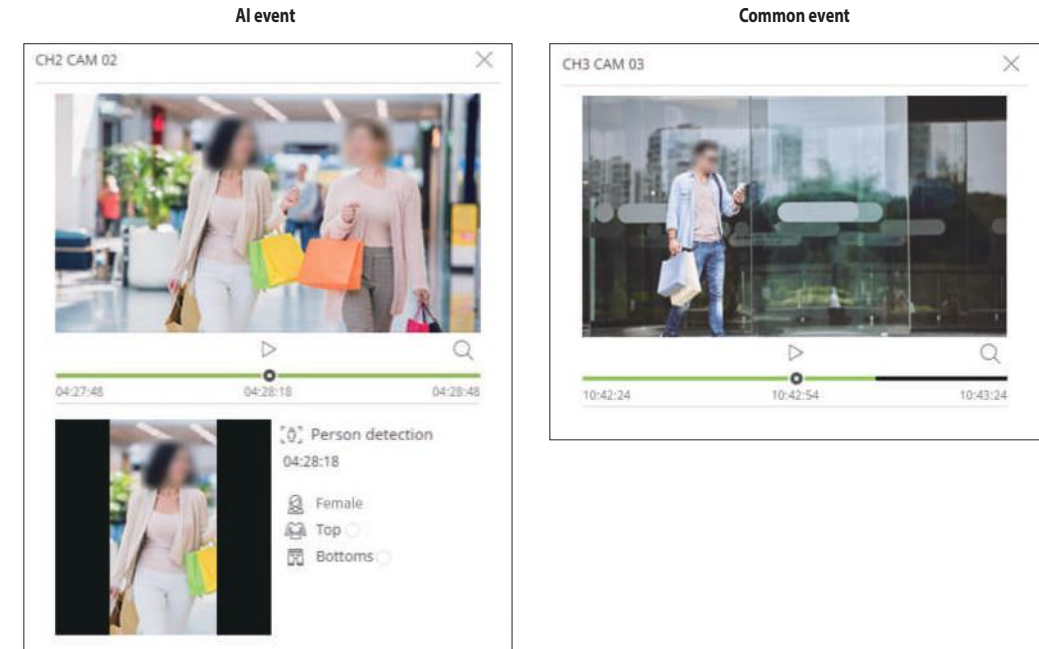 AI event
CH2 CAM 02
04:27:48 04:28:18 04:28:48
Person detection
04:28:18
Female
Top
Bottoms
Common event
CH3 CAM 03
10:42:24 10:42:54 10:43:24